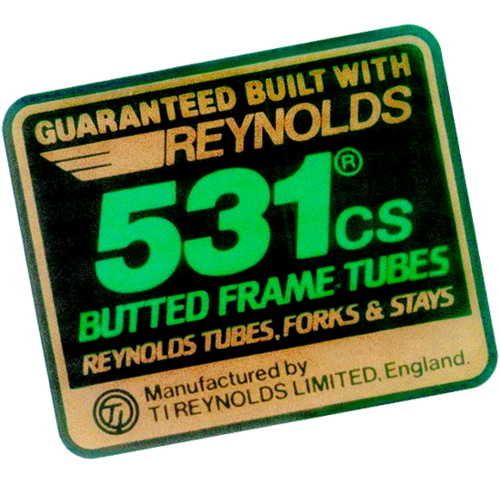 GUARANTEED BUILT WITH
REYNOLDS
531® CS
BUTTED FRAME TUBES
REYNOLDS TUBES, FORKS & STAYS
TI Manufactured by
TI REYNOLDS LIMITED, England.